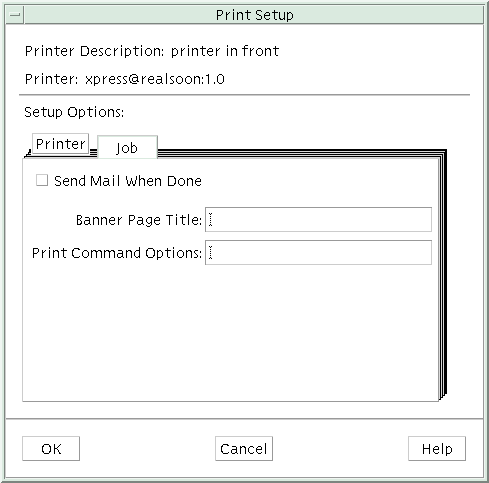 Print Setup
Printer Description: printer in front
Printer: xpress@realsoon:1.0
Setup Options:
Printer Job
Send Mail When Done
Banner Page Title:
Print Command Options:
OK Cancel Help